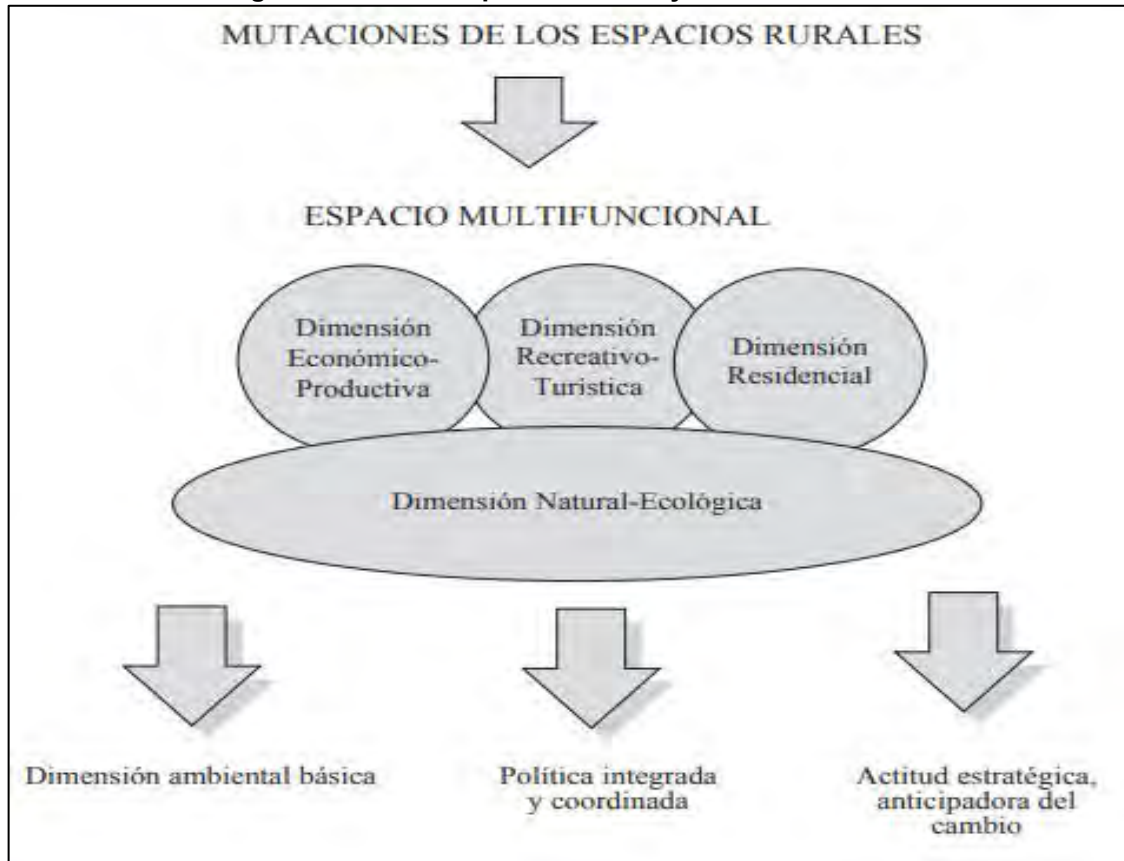 MUTACIONES DE LOS ESPACIOS RURALES
ESPACIO MULTIFUNCIONAL
Dimensión
Económico-
Productiva
Dimensión
Recreativo-
Turística
Dimensión
Residencial
Dimensión Natural-Ecológica
Dimensión ambiental básica
Política integrada
y coordinada
Actitud estratégica,
anticipadora del
cambio